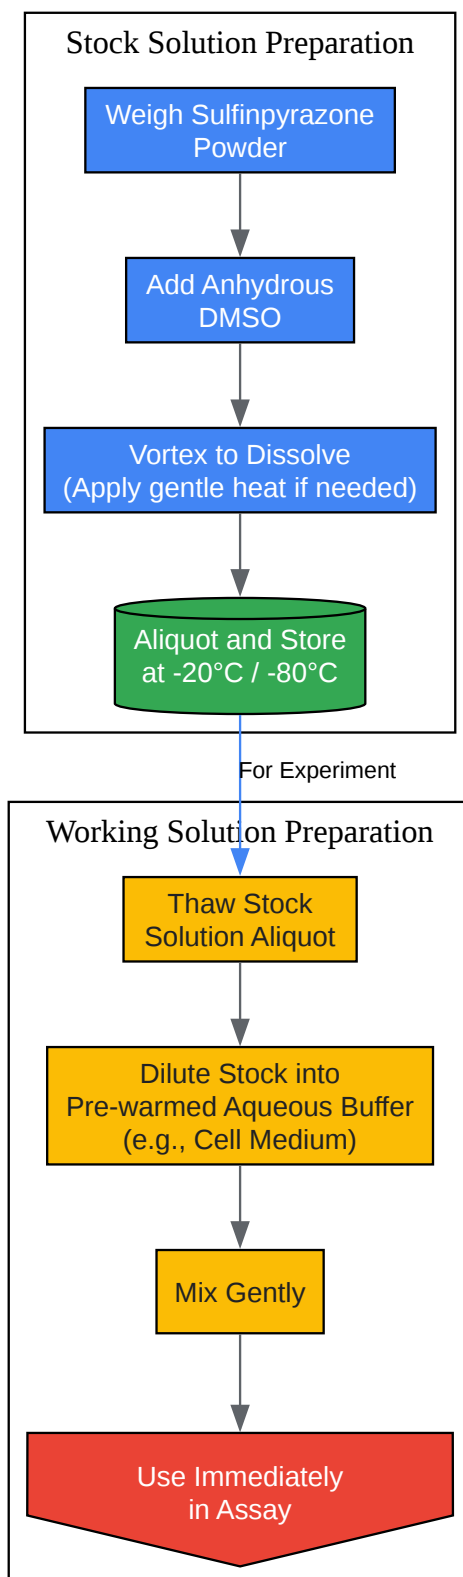 Stock Solution Preparation
Weigh Sulfinpyrazone
Powder
Add Anhydrous
DMSO
Vortex to Dissolve
(Apply gentle heat if needed)
Aliquot and Store
at -20°C / -80°C
For Experiment
Working Solution Preparation
Thaw Stock
Solution Aliquot
Dilute Stock into
Pre-warmed Aqueous Buffer
(e.g., Cell Medium)
Mix Gently
Use Immediately
in Assay